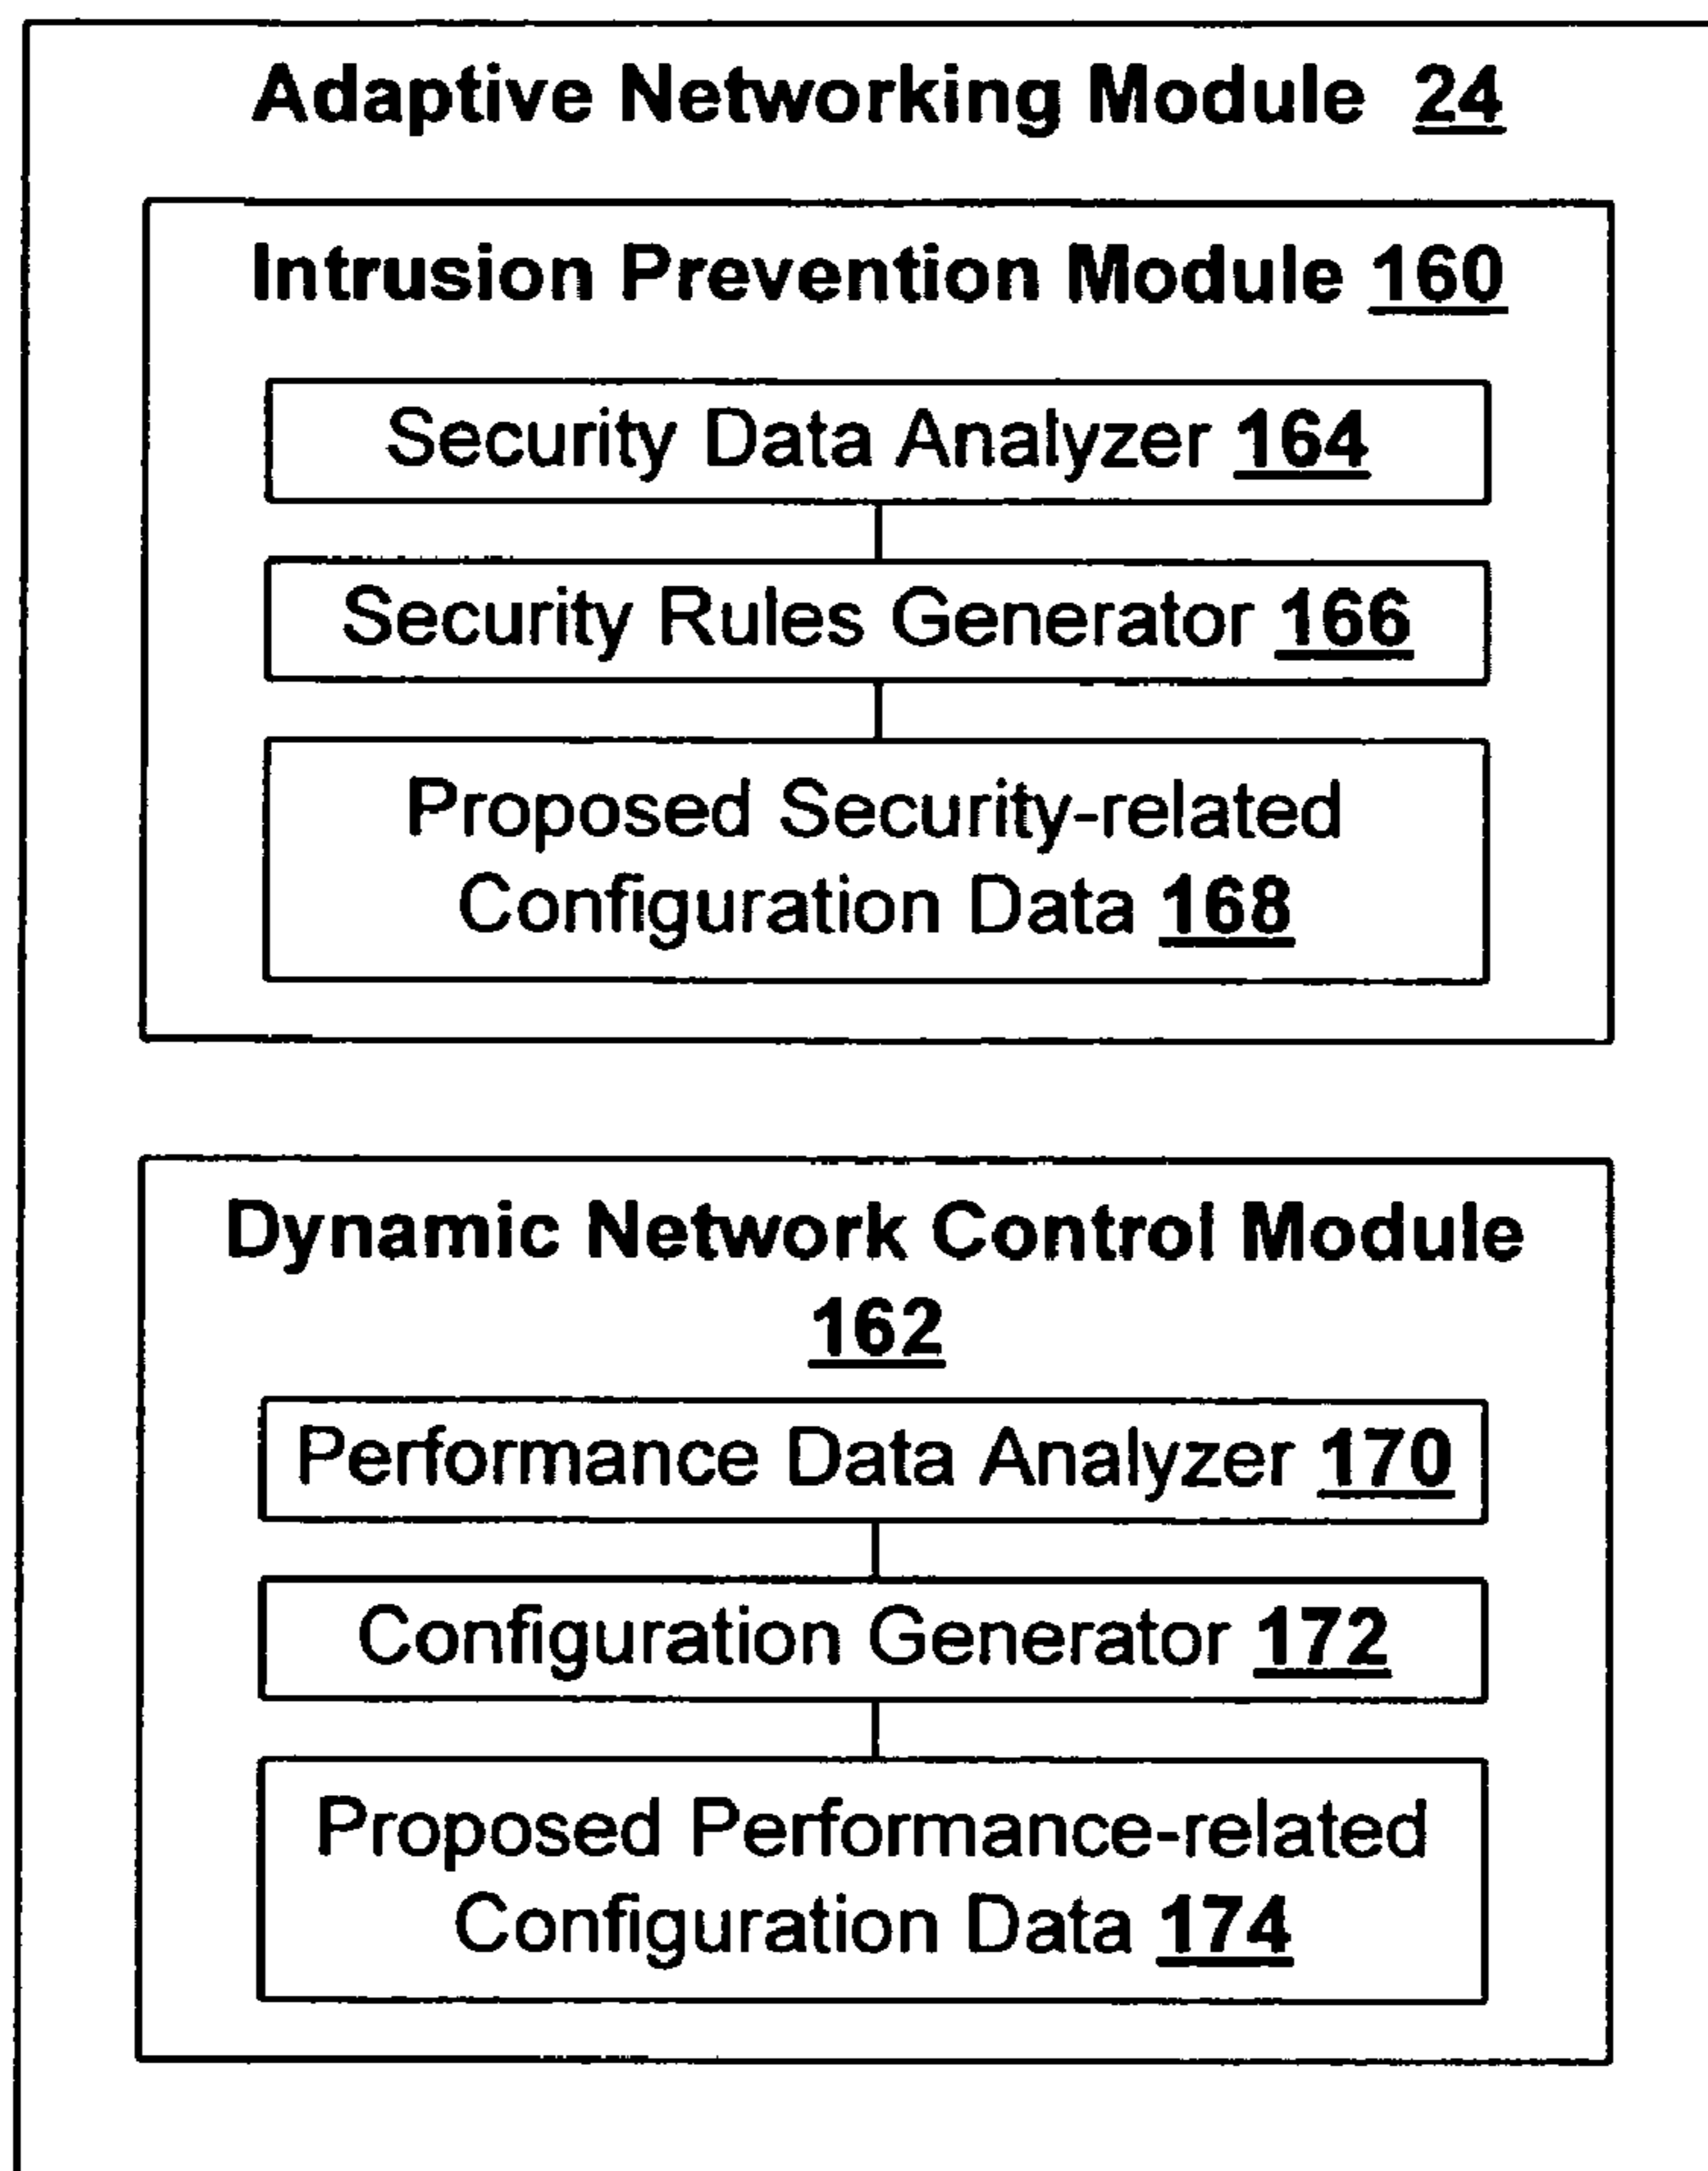 Adaptive Networking Module 24
Intrusion Prevention Module 160
Security Data Analyzer 164
Security Rules Generator 166
Proposed Security-related
Configuration Data 168
Dynamic Network Control Module
162
Performance Data Analyzer 170
Configuration Generator 172
Proposed Performance-related
Configuration Data 174